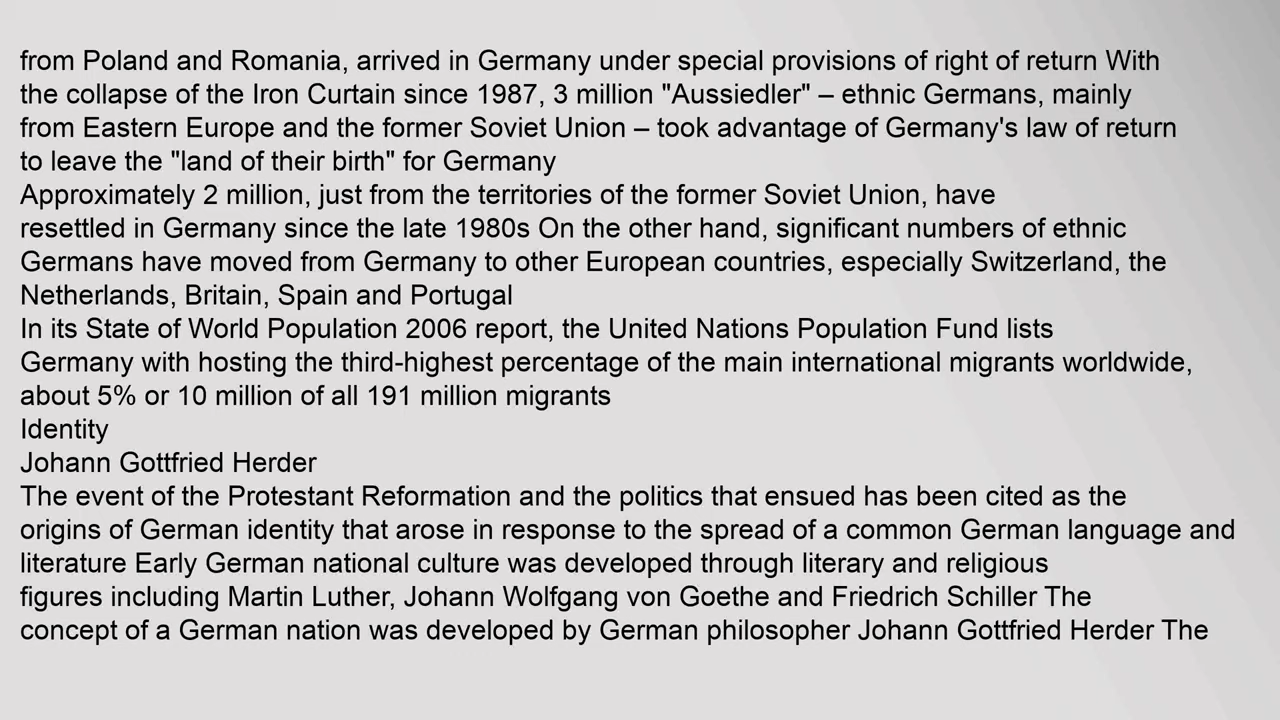 from Poland and Romania, arrived in Germany under special provisions of right of return With
the collapse of the Iron Curtain since 1987, 3 million "Aussiedler" – ethnic Germans, mainly
from Eastern Europe and the former Soviet Union – took advantage of Germany's law of return
to leave the "land of their birth" for Germany
Approximately 2 million, just from the territories of the former Soviet Union, have
resettled in Germany since the late 1980s On the other hand, significant numbers of ethnic
Germans have moved from Germany to other European countries, especially Switzerland, the
Netherlands, Britain, Spain and Portugal
In its State of World Population 2006 report, the United Nations Population Fund lists
Germany with hosting the third-highest percentage of the main international migrants worldwide,
about 5% or 10 million of all 191 million migrants
Identity
Johann Gottfried Herder
The event of the Protestant Reformation and the politics that ensued has been cited as the
origins of German identity that arose in response to the spread of a common German language and
literature Early German national culture was developed through literary and religious
figures including Martin Luther, Johann Wolfgang von Goethe and Friedrich Schiller The
concept of a German nation was developed by German philosopher Johann Gottfried Herder The